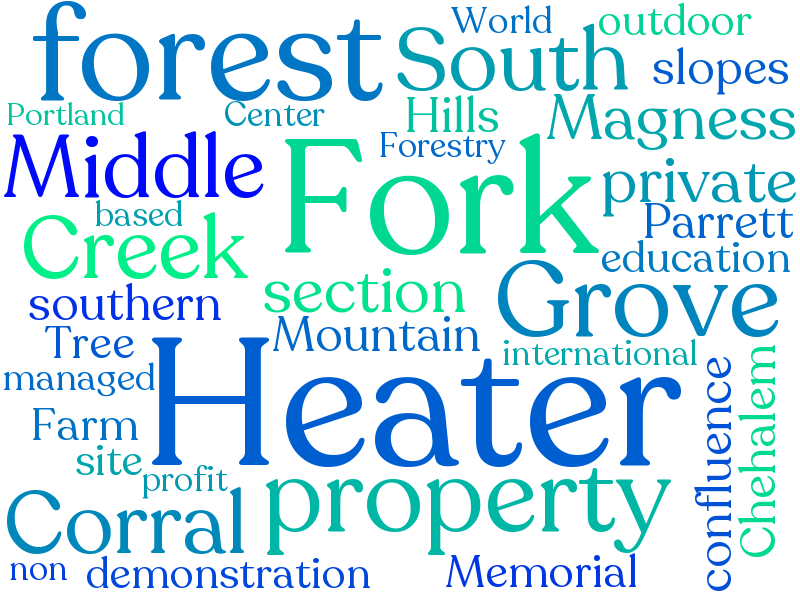 World
outdoor
forest
South
slopes
Portland
Center
Hills
Magness
Middle
Forestry
Fork
private
based
Parrett
Creek
education
section
Grove
southern
Tree
Mountain
international
managed
Heater
confluence
Chehalem
Farm
site
profit
property
Corral
non
demonstration
Memorial